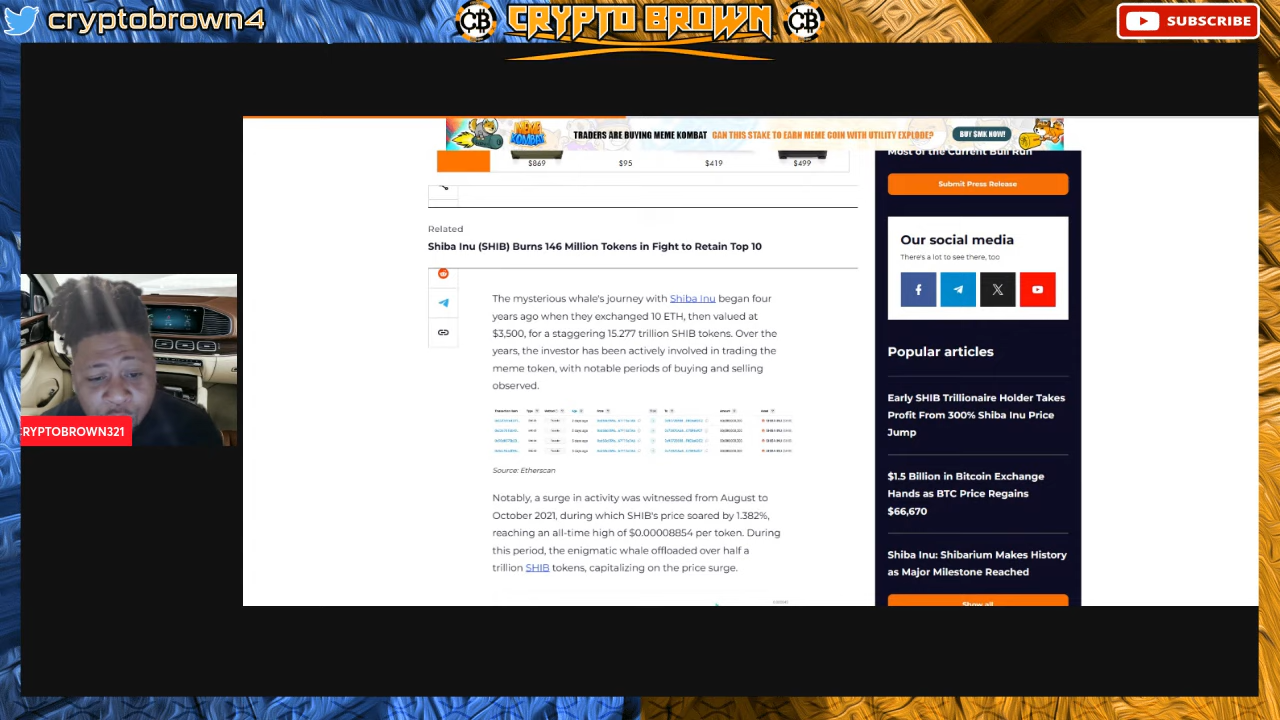 cryptobrown4
CB
CRYPTO BROWN
CB
SUBSCRIBE
MEME KOMBAT
TRADERS ARE BUYING MEME KOMBAT CAN THIS STAKE TO EARN MEME COIN WITH UTILITY EXPLODE?
BUY $MK NOW!
$869
$95
$419
$499
Related
Shiba Inu (SHIB) Burns 146 Million Tokens in Fight to Retain Top 10
The mysterious whale's journey with Shiba Inu began four
years ago when they exchanged 10 ETH, then valued at
$3,500, for a staggering 15.277 trillion SHIB tokens. Over the
years, the investor has been actively involved in trading the
meme token, with notable periods of buying and selling
observed.
Source: Etherscan
Notably, a surge in activity was witnessed from August to
October 2021, during which SHIB's price soared by 1.382%,
reaching an all-time high of $0.00008854 per token. During
this period, the enigmatic whale offloaded over half a
trillion SHIB tokens, capitalizing on the price surge.
Most of the Current Bull Run
Submit Press Release
Our social media
There's a lot to see there, too
Popular articles
Early SHIB Trillionaire Holder Takes
Profit From 300% Shiba Inu Price
Jump
$1.5 Billion in Bitcoin Exchange
Hands as BTC Price Regains
$66,670
Shiba Inu: Shibarium Makes History
as Major Milestone Reached
Show all
CRYPTOBROWN321